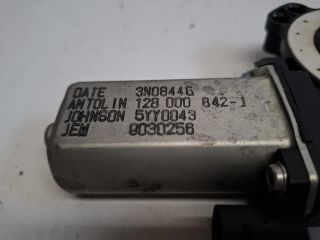 DATE 3N0844G
ANTOLIN 128 000 842-1
JOHNSON 5YY0043
JEM 9030256